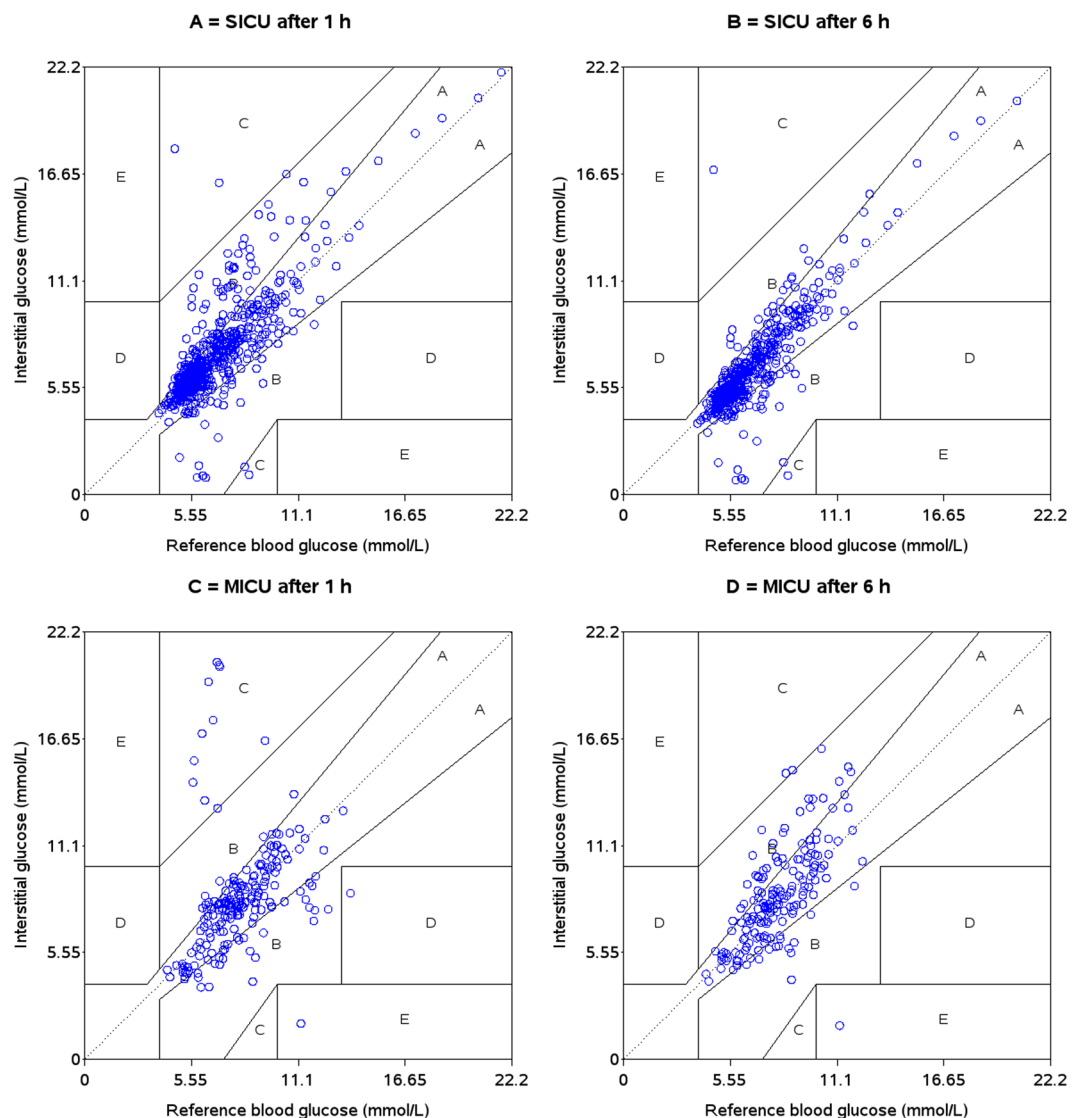 A = SICU after 1 h
B = SICU after 6 h
22.2
A
C
A
16.65
E
11.1
B
D
D
5.55
B
E
C
0
0
5.55
11.1
16.65
22.2
Interstitial glucose (mmol/L)
Reference blood glucose (mmol/L)
22.2
A
C
A
16.65
E
11.1
B
D
D
5.55
B
E
C
0
0
5.55
11.1
16.65
22.2
Interstitial glucose (mmol/L)
Reference blood glucose (mmol/L)
C = MICU after 1 h
D = MICU after 6 h
22.2
A
C
A
16.65
E
11.1
B
D
D
5.55
B
E
C
0
0
5.55
11.1
16.65
22.2
Interstitial glucose (mmol/L)
Reference blood glucose (mmol/L)
22.2
A
C
A
16.65
E
11.1
B
D
D
5.55
B
E
C
0
0
5.55
11.1
16.65
22.2
Interstitial glucose (mmol/L)
Reference blood glucose (mmol/L)